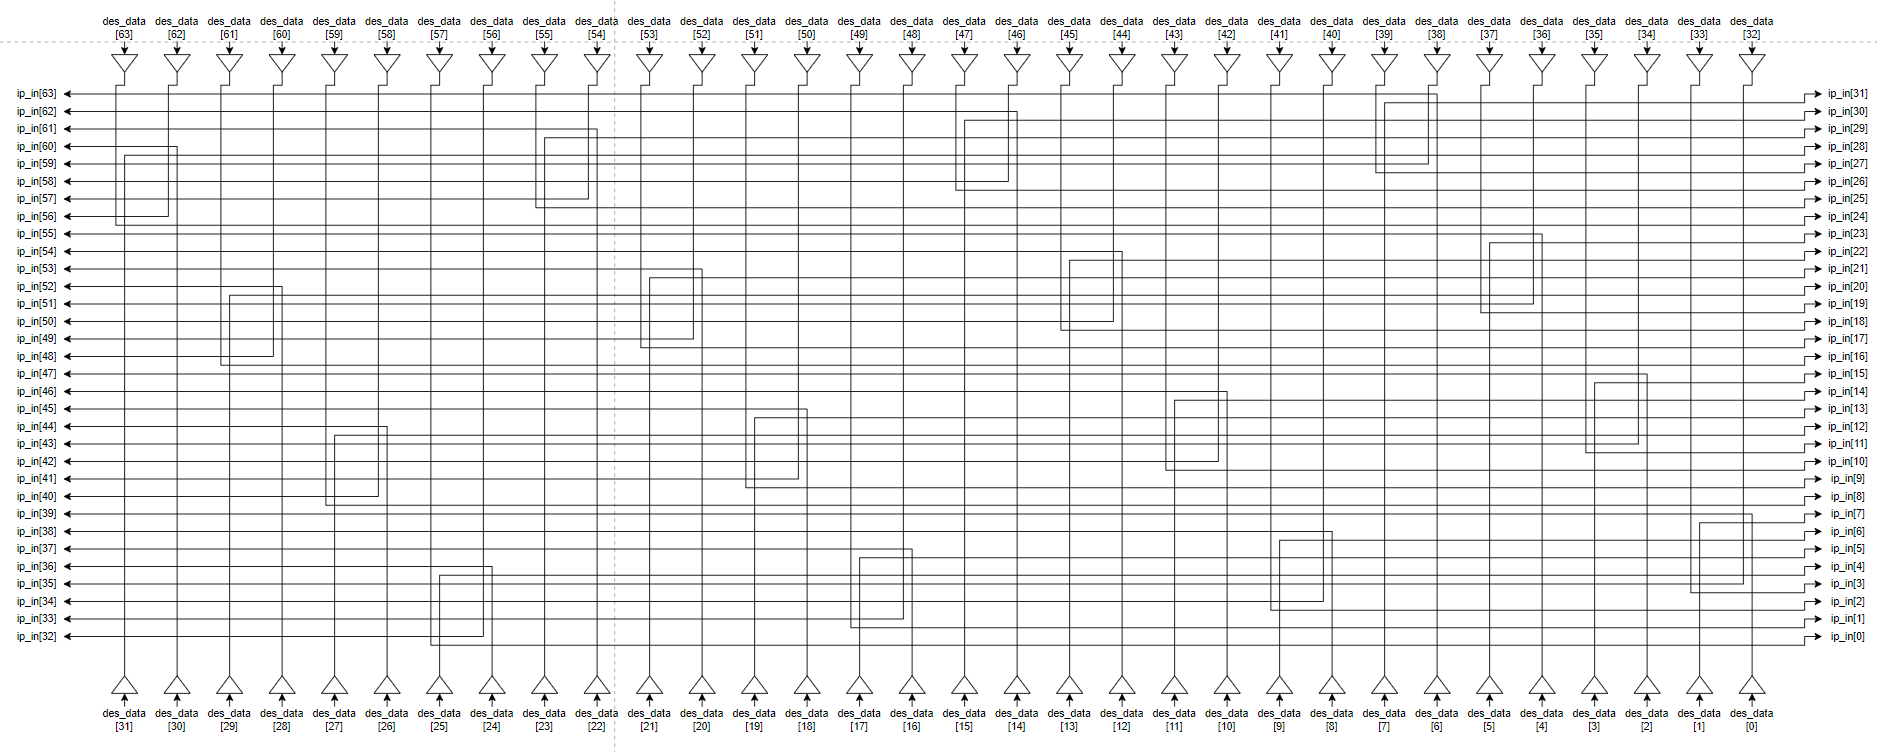 des_data des_data des_data des_data des_data des_data des_data des_data des_data des_data des_data des_data des_data des_data des_data des_data des_data des_data des_data des_data des_data des_data des_data des_data des_data des_data des_data des_data des_data des_data des_data des_data
[63] [62] [61] [60] [59] [58] [57] [56] [55] [54] [53] [52] [51] [50] [49] [48] [47] [46] [45] [44] [43] [42] [41] [40] [39] [38] [37] [36] [35] [34] [33] [32]
ip_in[63] ip_in[31]
ip_in[62] ip_in[30]
ip_in[61] ip_in[29]
ip_in[60] ip_in[28]
ip_in[59] ip_in[27]
ip_in[58] ip_in[26]
ip_in[57] ip_in[25]
ip_in[56] ip_in[24]
ip_in[55] ip_in[23]
ip_in[54] ip_in[22]
ip_in[53] ip_in[21]
ip_in[52] ip_in[20]
ip_in[51] ip_in[19]
ip_in[50] ip_in[18]
ip_in[49] ip_in[17]
ip_in[48] ip_in[16]
ip_in[47] ip_in[15]
ip_in[46] ip_in[14]
ip_in[45] ip_in[13]
ip_in[44] ip_in[12]
ip_in[43] ip_in[11]
ip_in[42] ip_in[10]
ip_in[41] ip_in[9]
ip_in[40] ip_in[8]
ip_in[39] ip_in[7]
ip_in[38] ip_in[6]
ip_in[37] ip_in[5]
ip_in[36] ip_in[4]
ip_in[35] ip_in[3]
ip_in[34] ip_in[2]
ip_in[33] ip_in[1]
ip_in[32] ip_in[0]
des_data des_data des_data des_data des_data des_data des_data des_data des_data des_data des_data des_data des_data des_data des_data des_data des_data des_data des_data des_data des_data des_data des_data des_data des_data des_data des_data des_data des_data des_data des_data des_data
[31] [30] [29] [28] [27] [26] [25] [24] [23] [22] [21] [20] [19] [18] [17] [16] [15] [14] [13] [12] [11] [10] [9] [8] [7] [6] [5] [4] [3] [2] [1] [0]